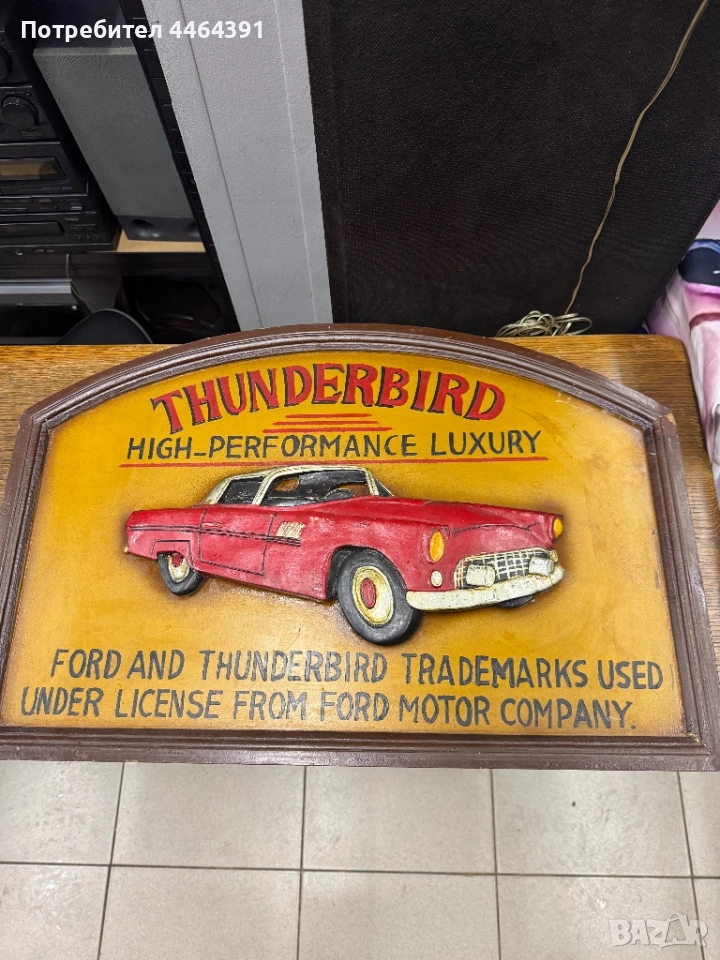 Потребител 4464391
THUNDERBIRD
HIGH-PERFORMANCE LUXURY
FORD AND THUNDERBIRD TRADEMARKS USED
UNDER LICENSE FROM FORD MOTOR COMPANY.
BAZAR